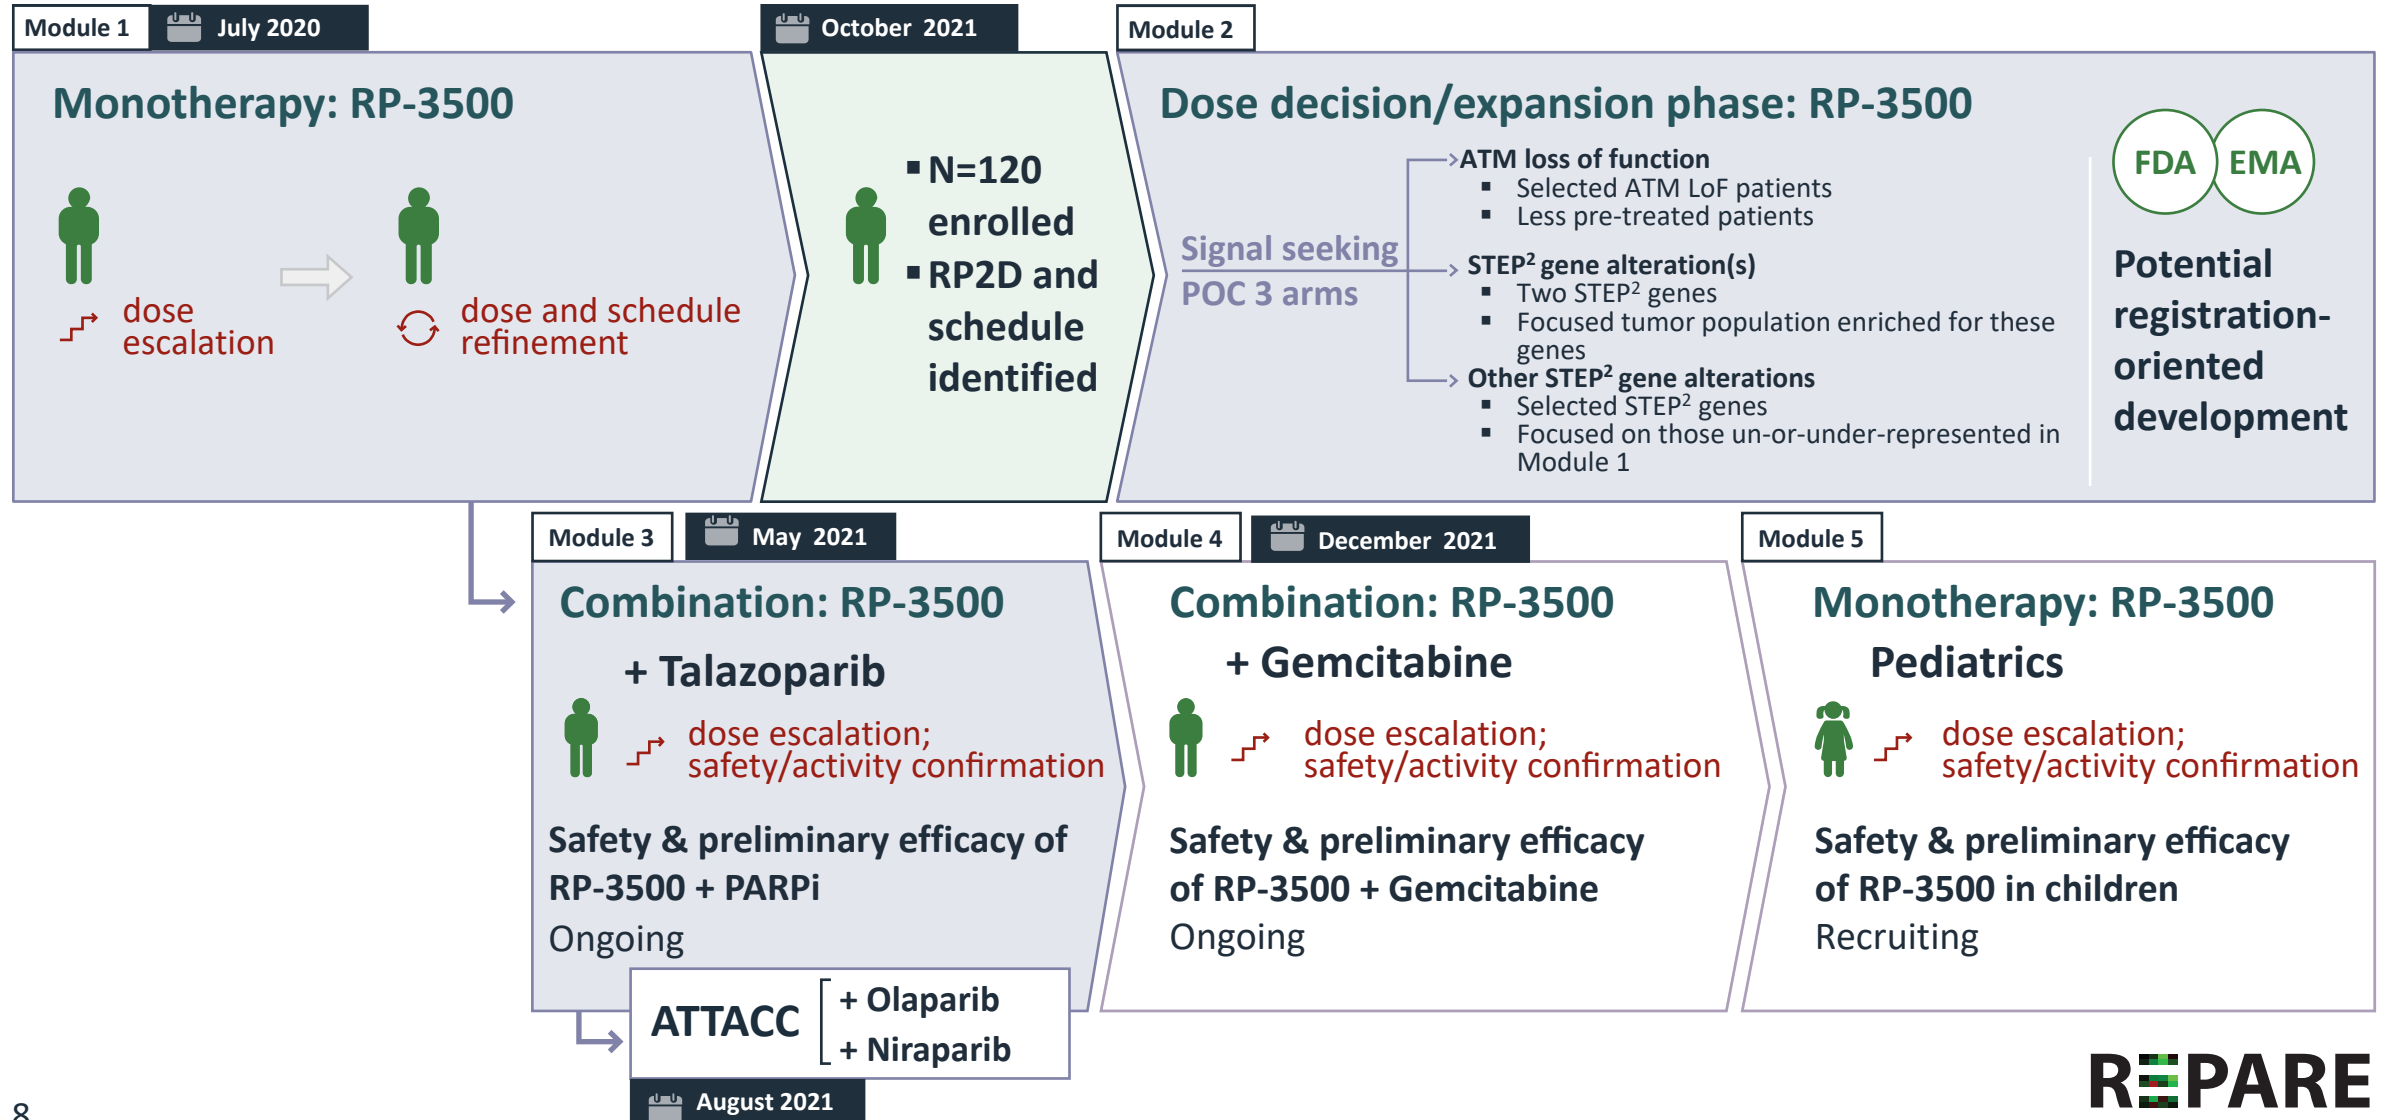 Module 1
July 2020
Monotherapy: RP-3500
dose
escalation
dose and schedule
refinement
October 2021
▪ N=120
enrolled
▪ RP2D and
schedule
identified
Module 2
Dose decision/expansion phase: RP-3500
Signal seeking
POC 3 arms
ATM loss of function
▪ Selected ATM LoF patients
▪ Less pre-treated patients
STEP² gene alteration(s)
▪ Two STEP² genes
▪ Focused tumor population enriched for these
genes
Other STEP² gene alterations
▪ Selected STEP² genes
▪ Focused on those un-or-under-represented in
Module 1
FDA EMA
Potential
registration-
oriented
development
Module 3
May 2021
Combination: RP-3500
+ Talazoparib
dose escalation;
safety/activity confirmation
Safety & preliminary efficacy of
RP-3500 + PARPi
Ongoing
ATTACC
+ Olaparib
+ Niraparib
August 2021
Module 4
December 2021
Combination: RP-3500
+ Gemcitabine
dose escalation;
safety/activity confirmation
Safety & preliminary efficacy
of RP-3500 + Gemcitabine
Ongoing
Module 5
Monotherapy: RP-3500
Pediatrics
dose escalation;
safety/activity confirmation
Safety & preliminary efficacy
of RP-3500 in children
Recruiting
8
REPARE